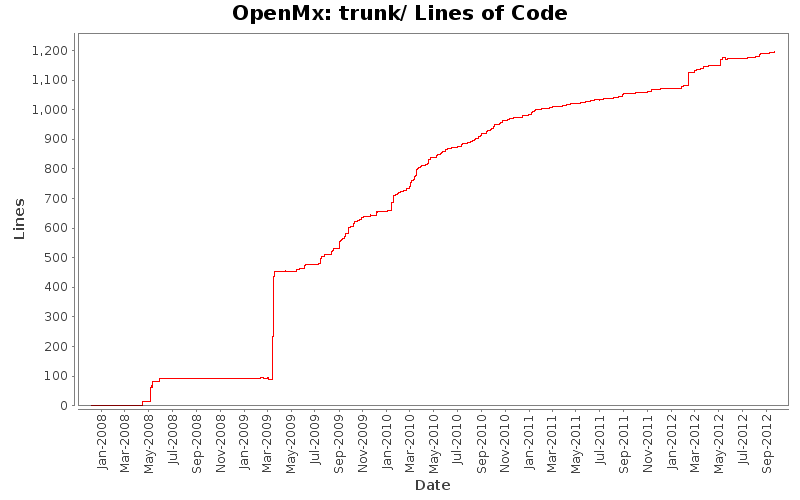 OpenMx: trunk/ Lines of Code
Lines
1,200
1,100
1,000
900
800
700
600
500
400
300
200
100
0
Jan-2008
Mar-2008
May-2008
Jul-2008
Sep-2008
Nov-2008
Jan-2009
Mar-2009
May-2009
Jul-2009
Sep-2009
Nov-2009
Jan-2010
Mar-2010
May-2010
Jul-2010
Sep-2010
Nov-2010
Jan-2011
Mar-2011
May-2011
Jul-2011
Sep-2011
Nov-2011
Jan-2012
Mar-2012
May-2012
Jul-2012
Sep-2012
Date